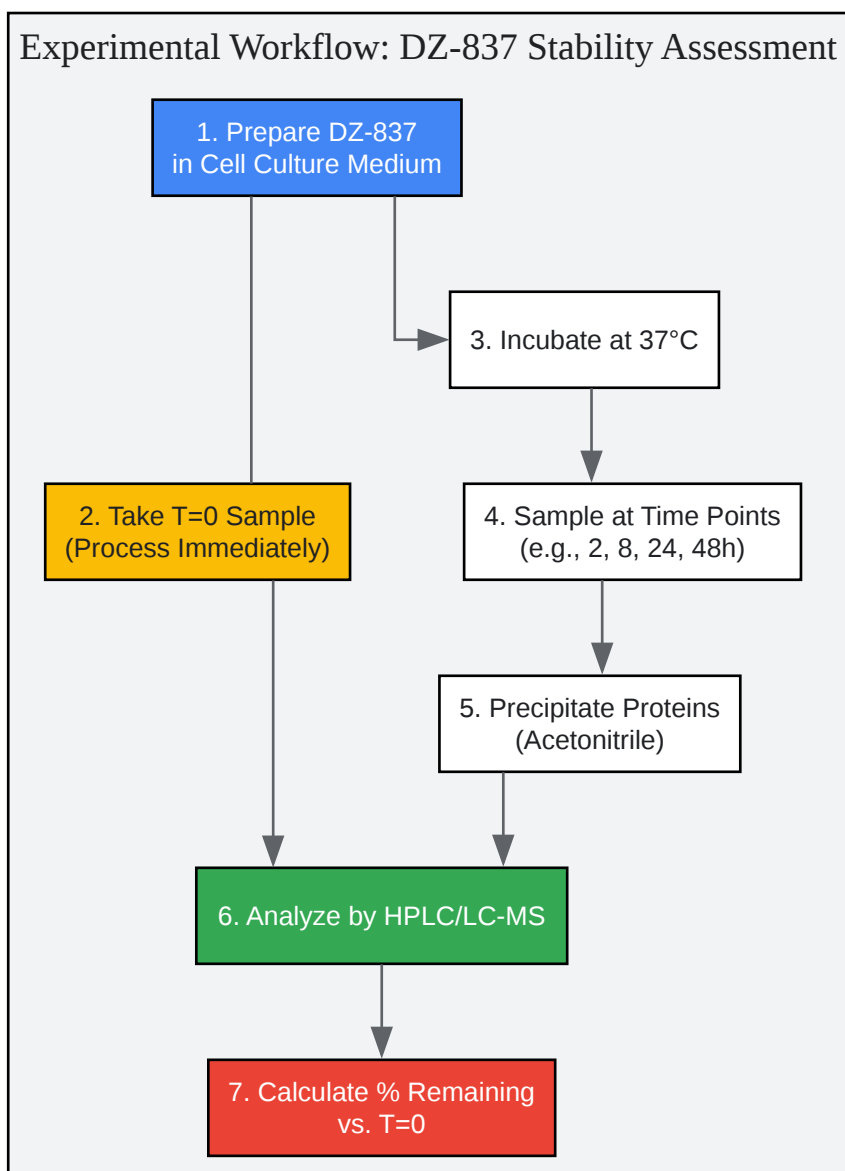 Experimental Workflow: DZ-837 Stability Assessment
1. Prepare DZ-837
in Cell Culture Medium
3. Incubate at 37°C
2. Take T=0 Sample
(Process Immediately)
4. Sample at Time Points
(e.g., 2, 8, 24, 48h)
5. Precipitate Proteins
(Acetonitrile)
6. Analyze by HPLC/LC-MS
7. Calculate % Remaining
vs. T=0